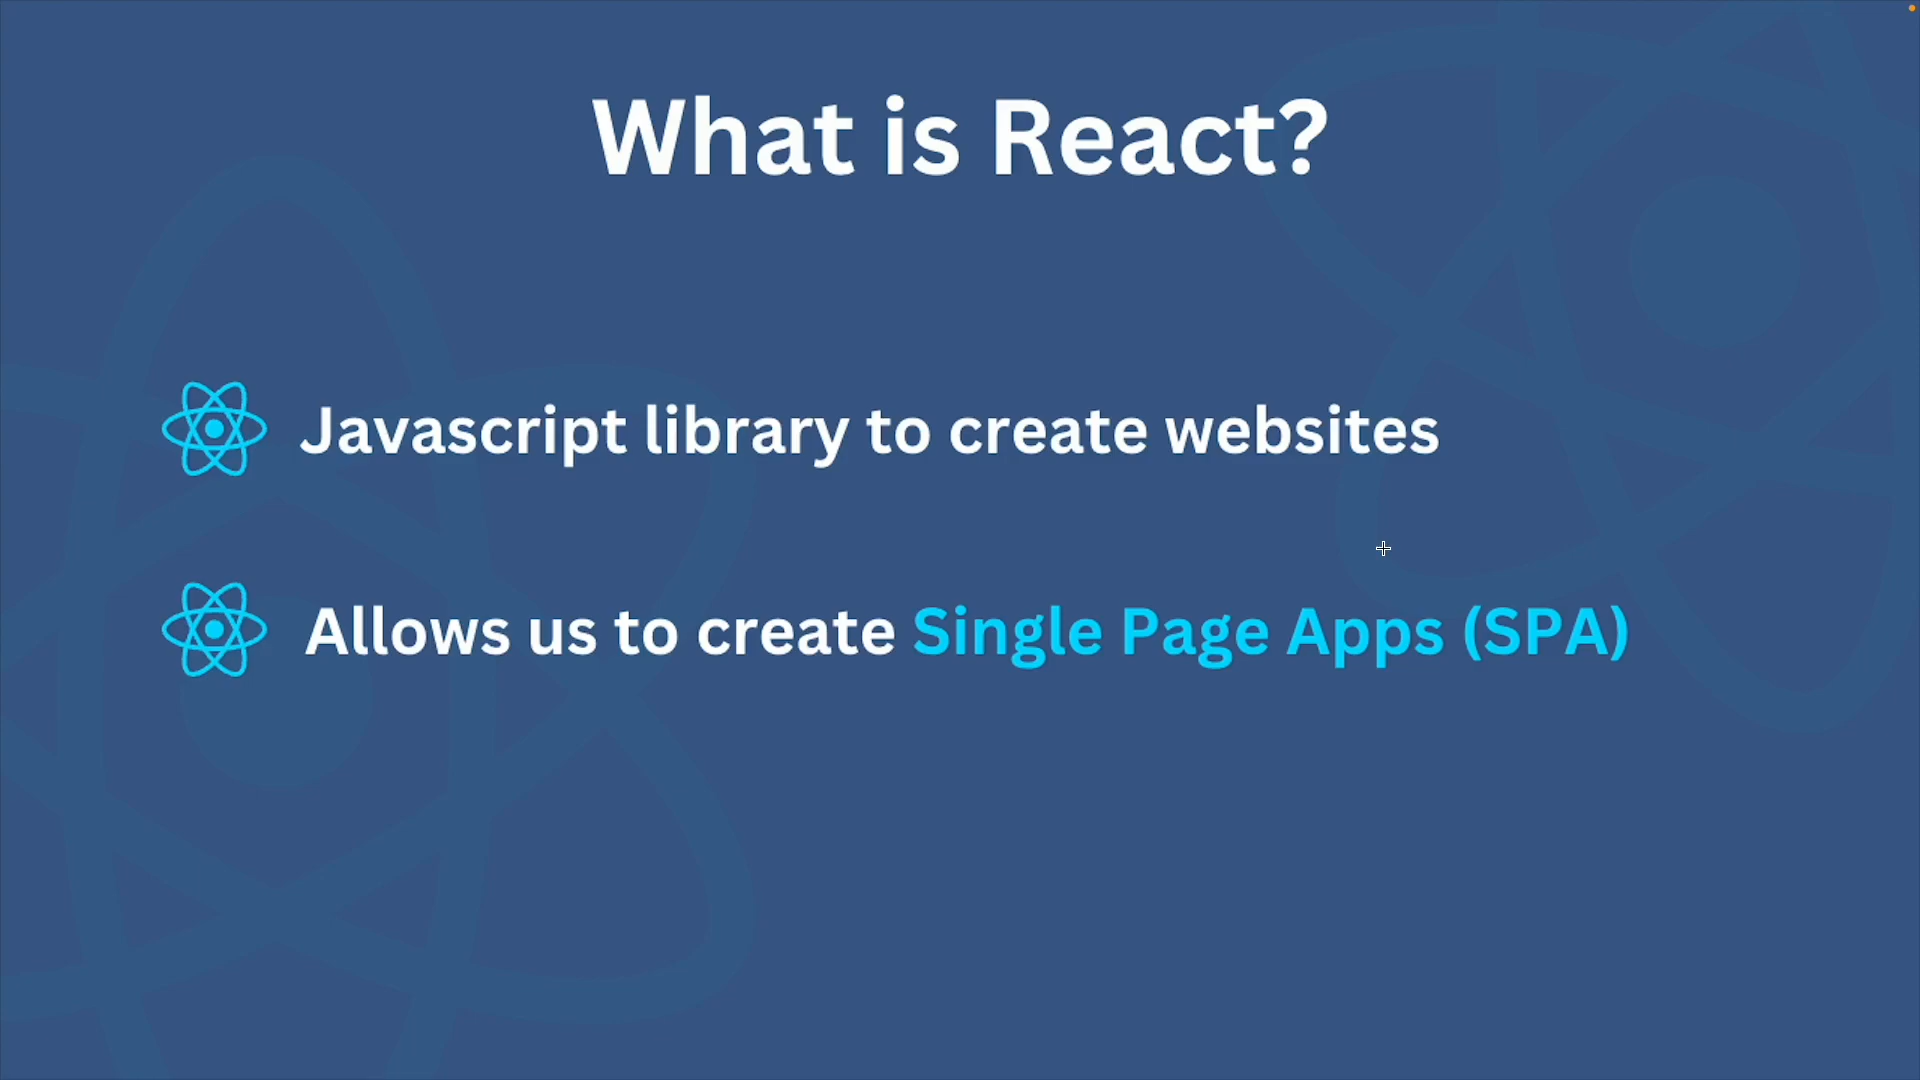 What is React?
Javascript library to create websites
Allows us to create Single Page Apps (SPA)